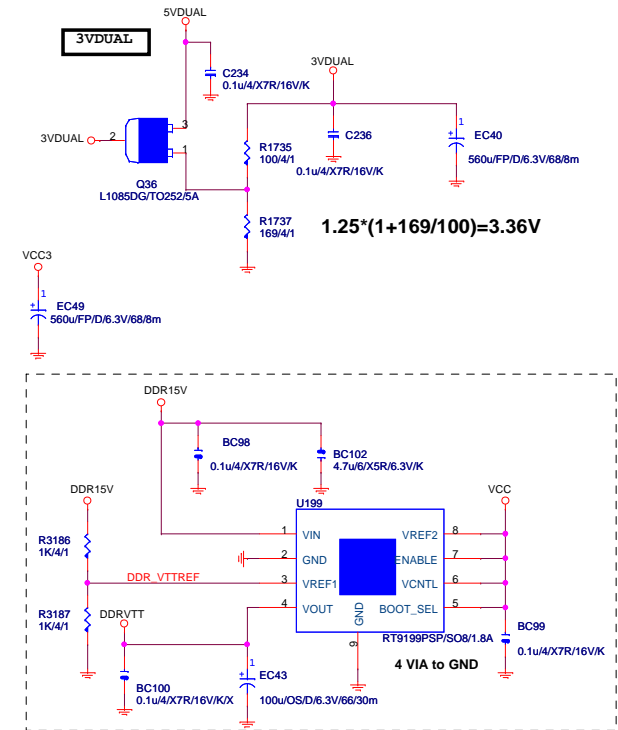 5VDUAL
3VDUAL
C234
0.1u/4/X7R/16V/K
3VDUAL
3
3VDUAL
2
1
Q36
L1085DG/TO252/5A
R1735
100/4/1
C236
0.1u/4/X7R/16V/K
1
+
EC40
560u/FP/D/6.3V/68/8m
R1737
169/4/1
1.25*(1+169/100)=3.36V
VCC3
1
+
EC49
560u/FP/D/6.3V/68/8m
DDR15V
BC98
0.1u/4/X7R/16V/K
BC102
4.7u/6/X5R/6.3V/K
DDR15V
VCC
U199
R3186
1K/4/1
1 VIN VREF2 8
2 GND ENABLE 7
DDR_VTTREF 3 VREF1 VCNTL 6
4 VOUT BOOT_SEL 5
GND
9
RT9199PSP/SO8/1.8A
R3187
1K/4/1
DDRVTT
BC99
0.1u/4/X7R/16V/K
4 VIA to GND
BC100
0.1u/4/X7R/16V/K/X
1
+
EC43
100u/OS/D/6.3V/66/30m